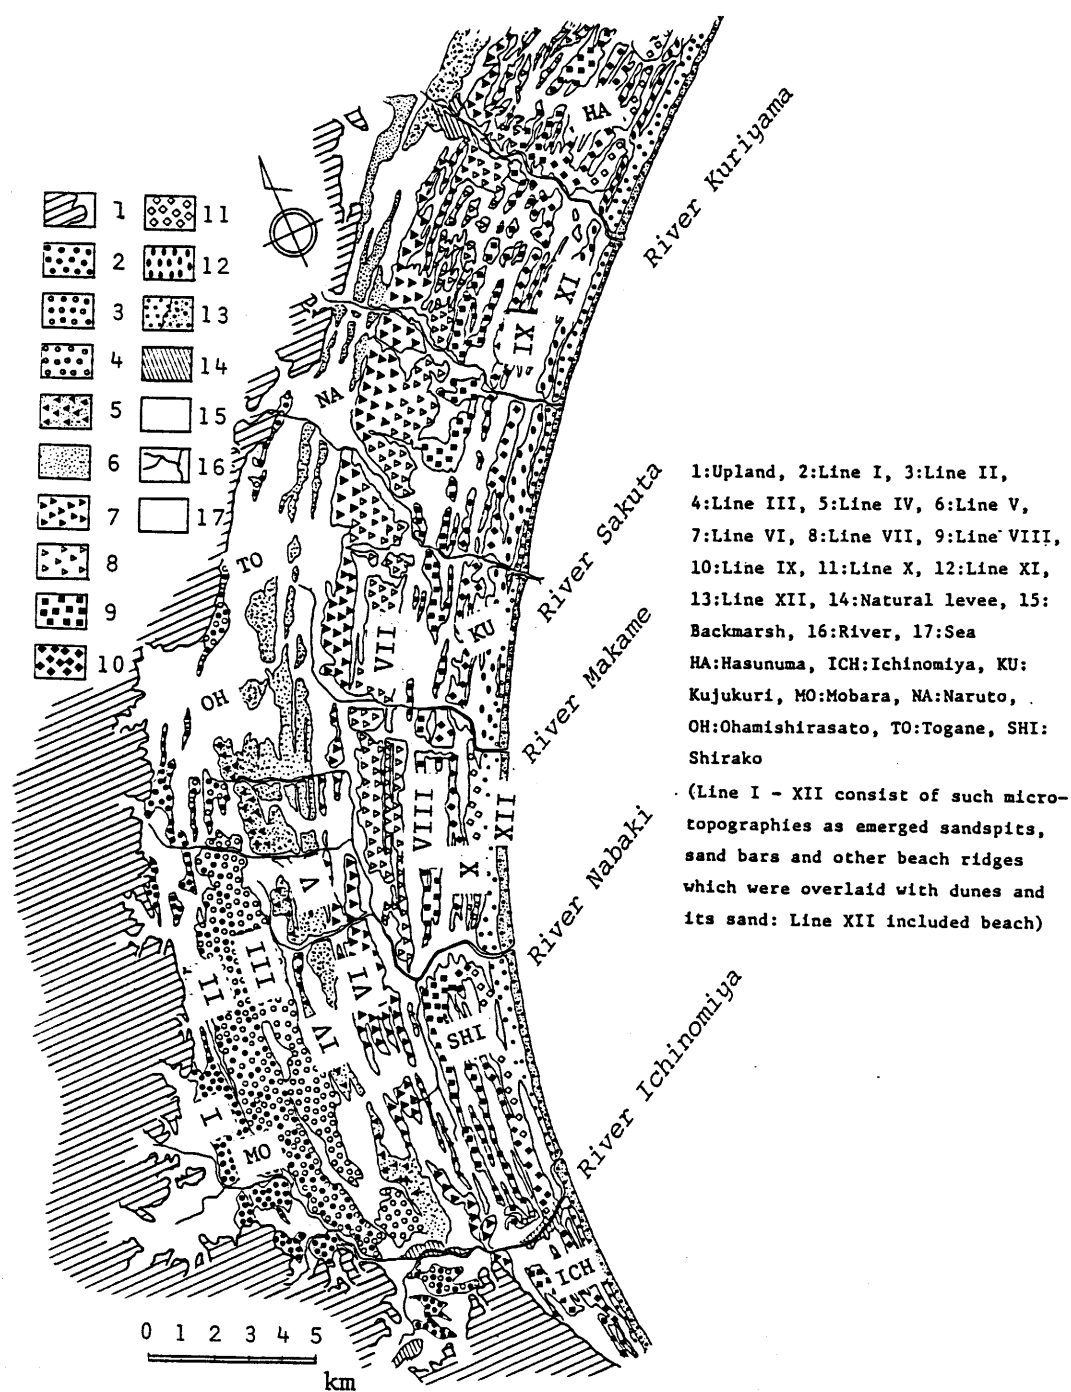 HA
River Kuriyama
1 11
2 12
3 13
4 14
5 15
6 16
7 17
8
9
10
XI
IX
NA
TO
VII
KU
River Sakuta
OH
River Makame
VIII
XII
X
River Nabaki
V
III
II
VI
IV
SHI
I
MO
River Ichinomiya
ICH
1:Upland, 2:Line I, 3:Line II,
4:Line III, 5:Line IV, 6:Line V,
7:Line VI, 8:Line VII, 9:Line VIII,
10:Line IX, 11:Line X, 12:Line XI,
13:Line XII, 14:Natural levee, 15:
Backmarsh, 16:River, 17:Sea
HA:Hasunuma, ICH:Ichinomiya, KU:
Kujukuri, MO:Mobara, NA:Naruto,
OH:Ohamishirasato, TO:Togane, SHI:
Shirako
(Line I - XII consist of such micro-
topographies as emerged sandspits,
sand bars and other beach ridges
which were overlaid with dunes and
its sand: Line XII included beach)
0 1 2 3 4 5
km